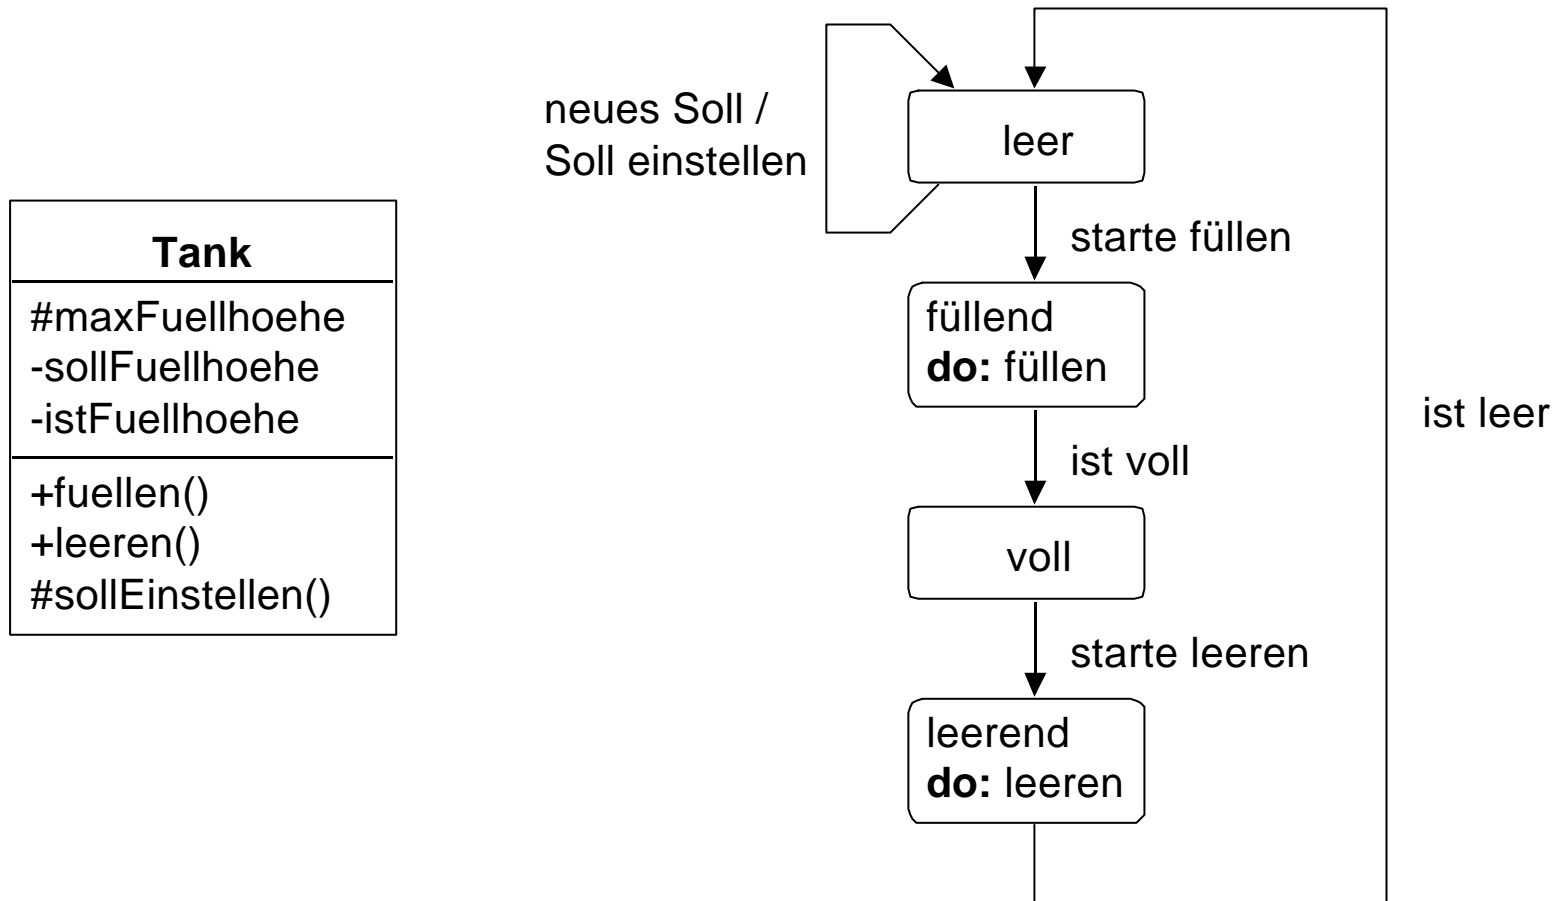 Tank
#maxFuellhoehe
-sollFuellhoehe
-istFuellhoehe
+fuellen()
+leeren()
#sollEinstellen()
neues Soll /
Soll einstellen
leer
starte füllen
füllend
do: füllen
ist voll
voll
starte leeren
leerend
do: leeren
ist leer